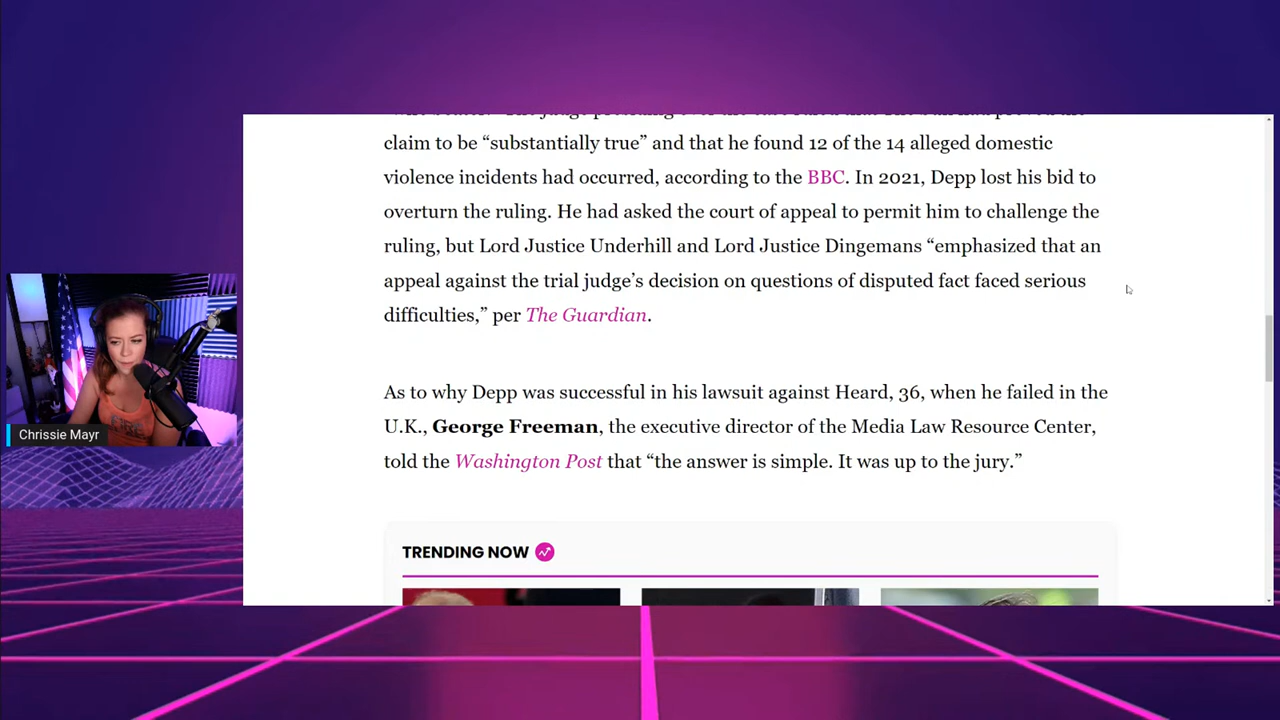 claim to be “substantially true” and that he found 12 of the 14 alleged domestic
violence incidents had occurred, according to the BBC. In 2021, Depp lost his bid to
overturn the ruling. He had asked the court of appeal to permit him to challenge the
ruling, but Lord Justice Underhill and Lord Justice Dingemans “emphasized that an
appeal against the trial judge’s decision on questions of disputed fact faced serious
difficulties,” per The Guardian.
As to why Depp was successful in his lawsuit against Heard, 36, when he failed in the
U.K., George Freeman, the executive director of the Media Law Resource Center,
told the Washington Post that “the answer is simple. It was up to the jury.”
TRENDING NOW
Chrissie Mayr